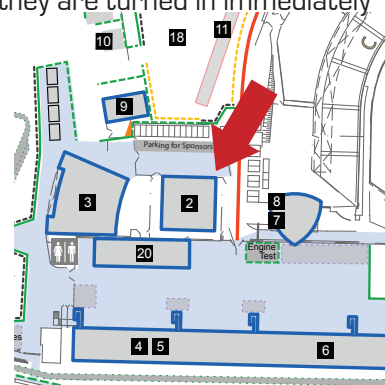 they are turned in immediately
11
10
18
C
9
Parking for Sponsors
3
2
8
7
20
Engine
Test
es
4 5
6